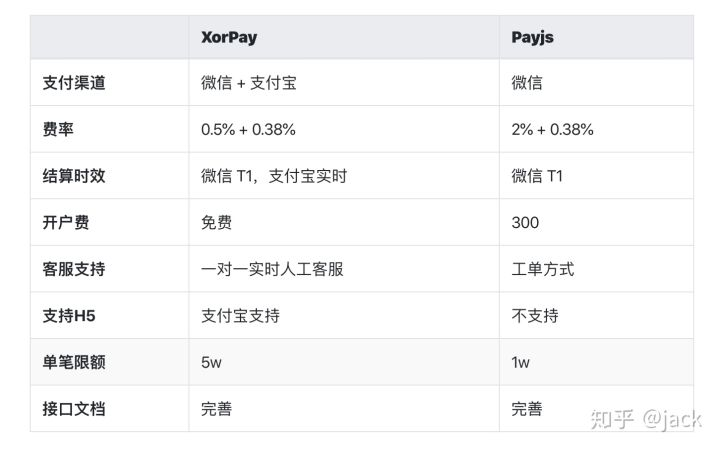 XorPay Payjs
支付渠道 微信 + 支付宝 微信
费率 0.5% + 0.38% 2% + 0.38%
结算时效 微信 T1，支付宝实时 微信 T1
开户费 免费 300
客服支持 一对一实时人工客服 工单方式
支持H5 支付宝支持 不支持
单笔限额 5w 1w
接口文档 完善 完善
知乎 @jack